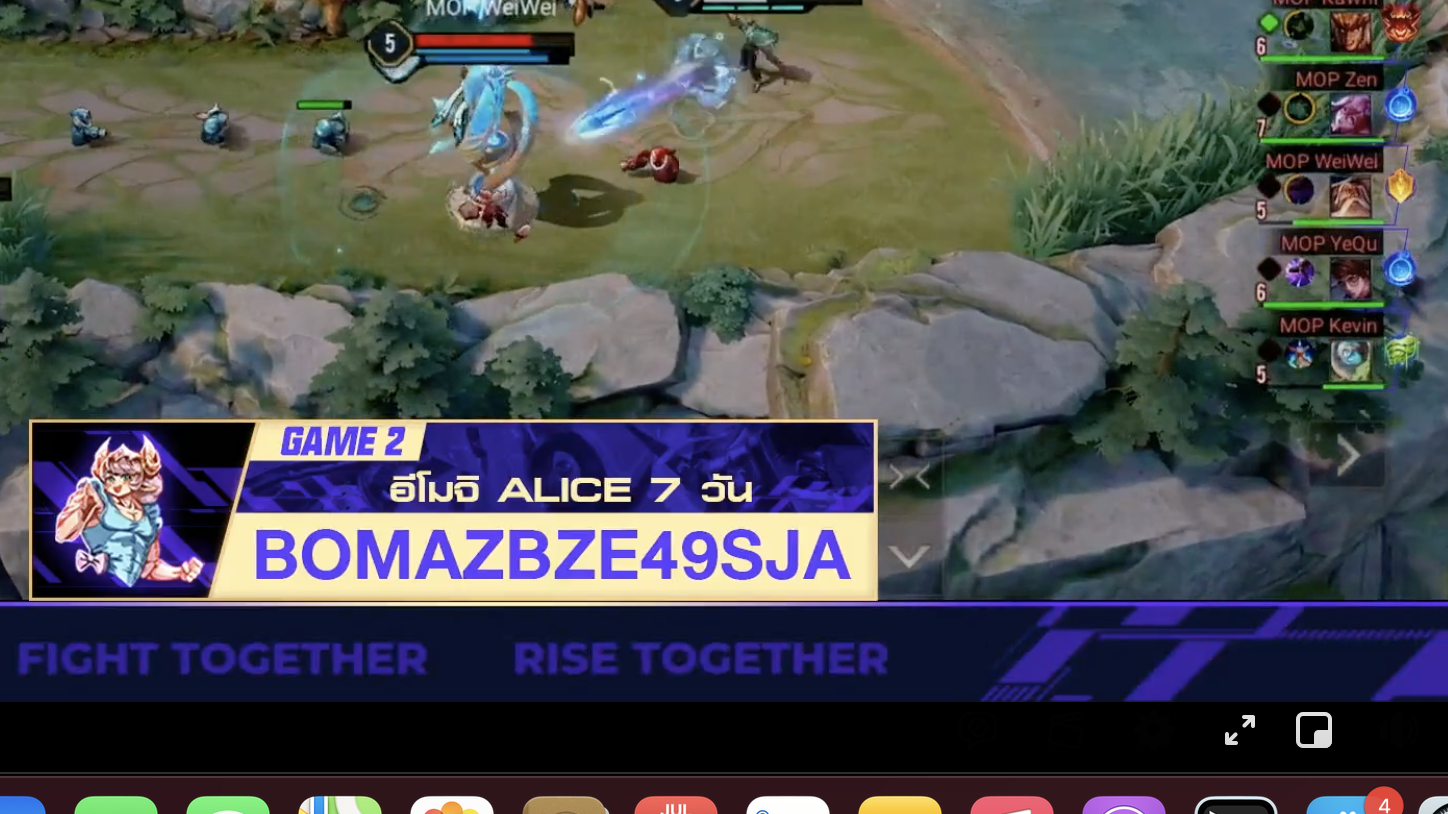 MOP WeiWei
5
6
MOP Zen
7
MOP WeiWei
5
MOP YeQu
6
MOP Kevin
5
GAME 2
อีโมจิ ALICE 7 วัน
BOMAZBZE49SJA
FIGHT TOGETHER RISE TOGETHER
JUL
4